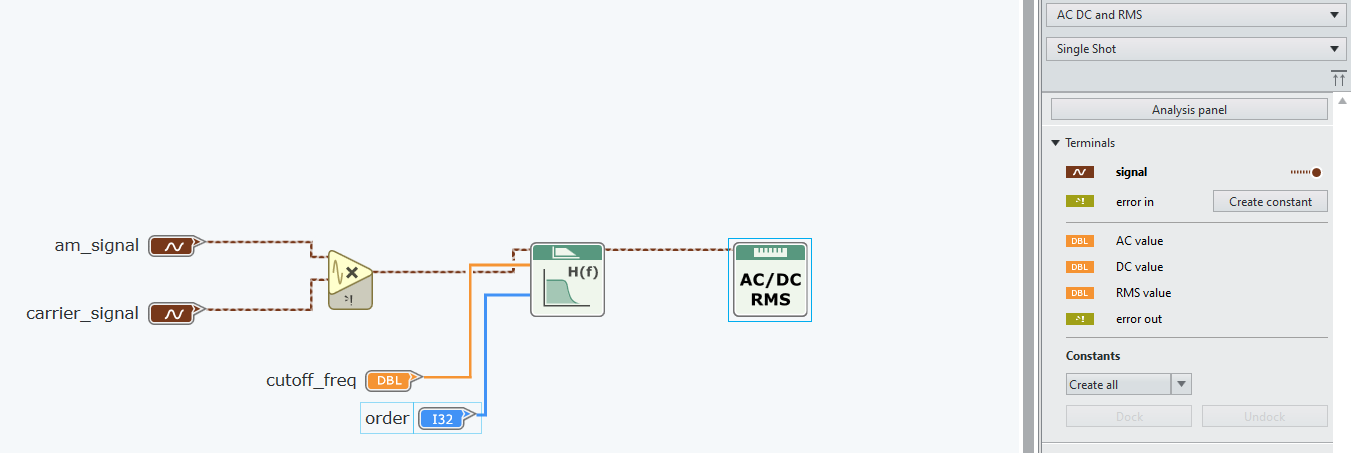 AC DC and RMS
Single Shot
Analysis panel
Terminals
signal
error in
Create constant
AC value
DBL
DC value
DBL
RMS value
DBL
error out
Constants
Create all
Dock
Undock
am_signal
carrier_signal
×
!
H(f)
AC/DC
RMS
cutoff_freq
DBL
order
I32